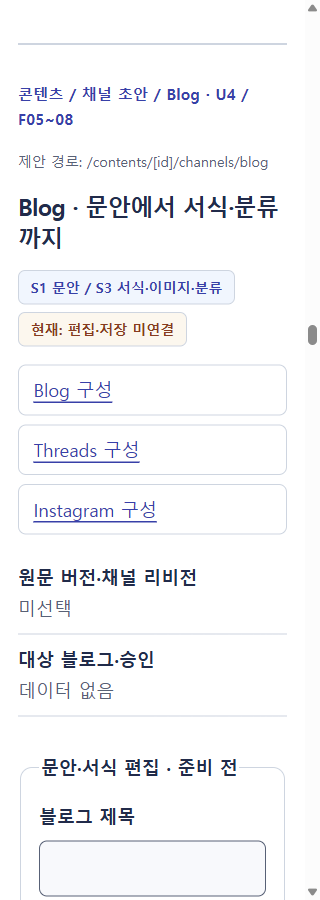 콘텐츠 / 채널 초안 / Blog · U4 /
F05~08
제안 경로: /contents/[id]/channels/blog
Blog · 문안에서 서식·분류
까지
S1 문안 / S3 서식·이미지·분류
현재: 편집·저장 미연결
Blog 구성
Threads 구성
Instagram 구성
원문 버전·채널 리비전
미선택
대상 블로그·승인
데이터 없음
문안·서식 편집 · 준비 전
블로그 제목